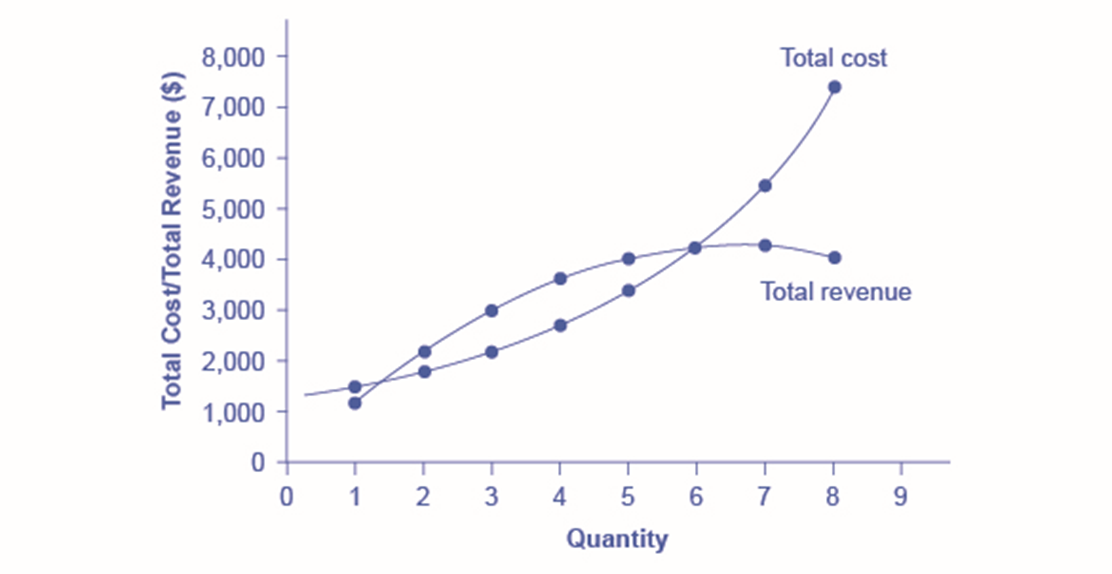 Total Cost/Total Revenue ($)
8,000
7,000
6,000
5,000
4,000
3,000
2,000
1,000
0
Total cost
Total revenue
0 1 2 3 4 5 6 7 8 9
Quantity